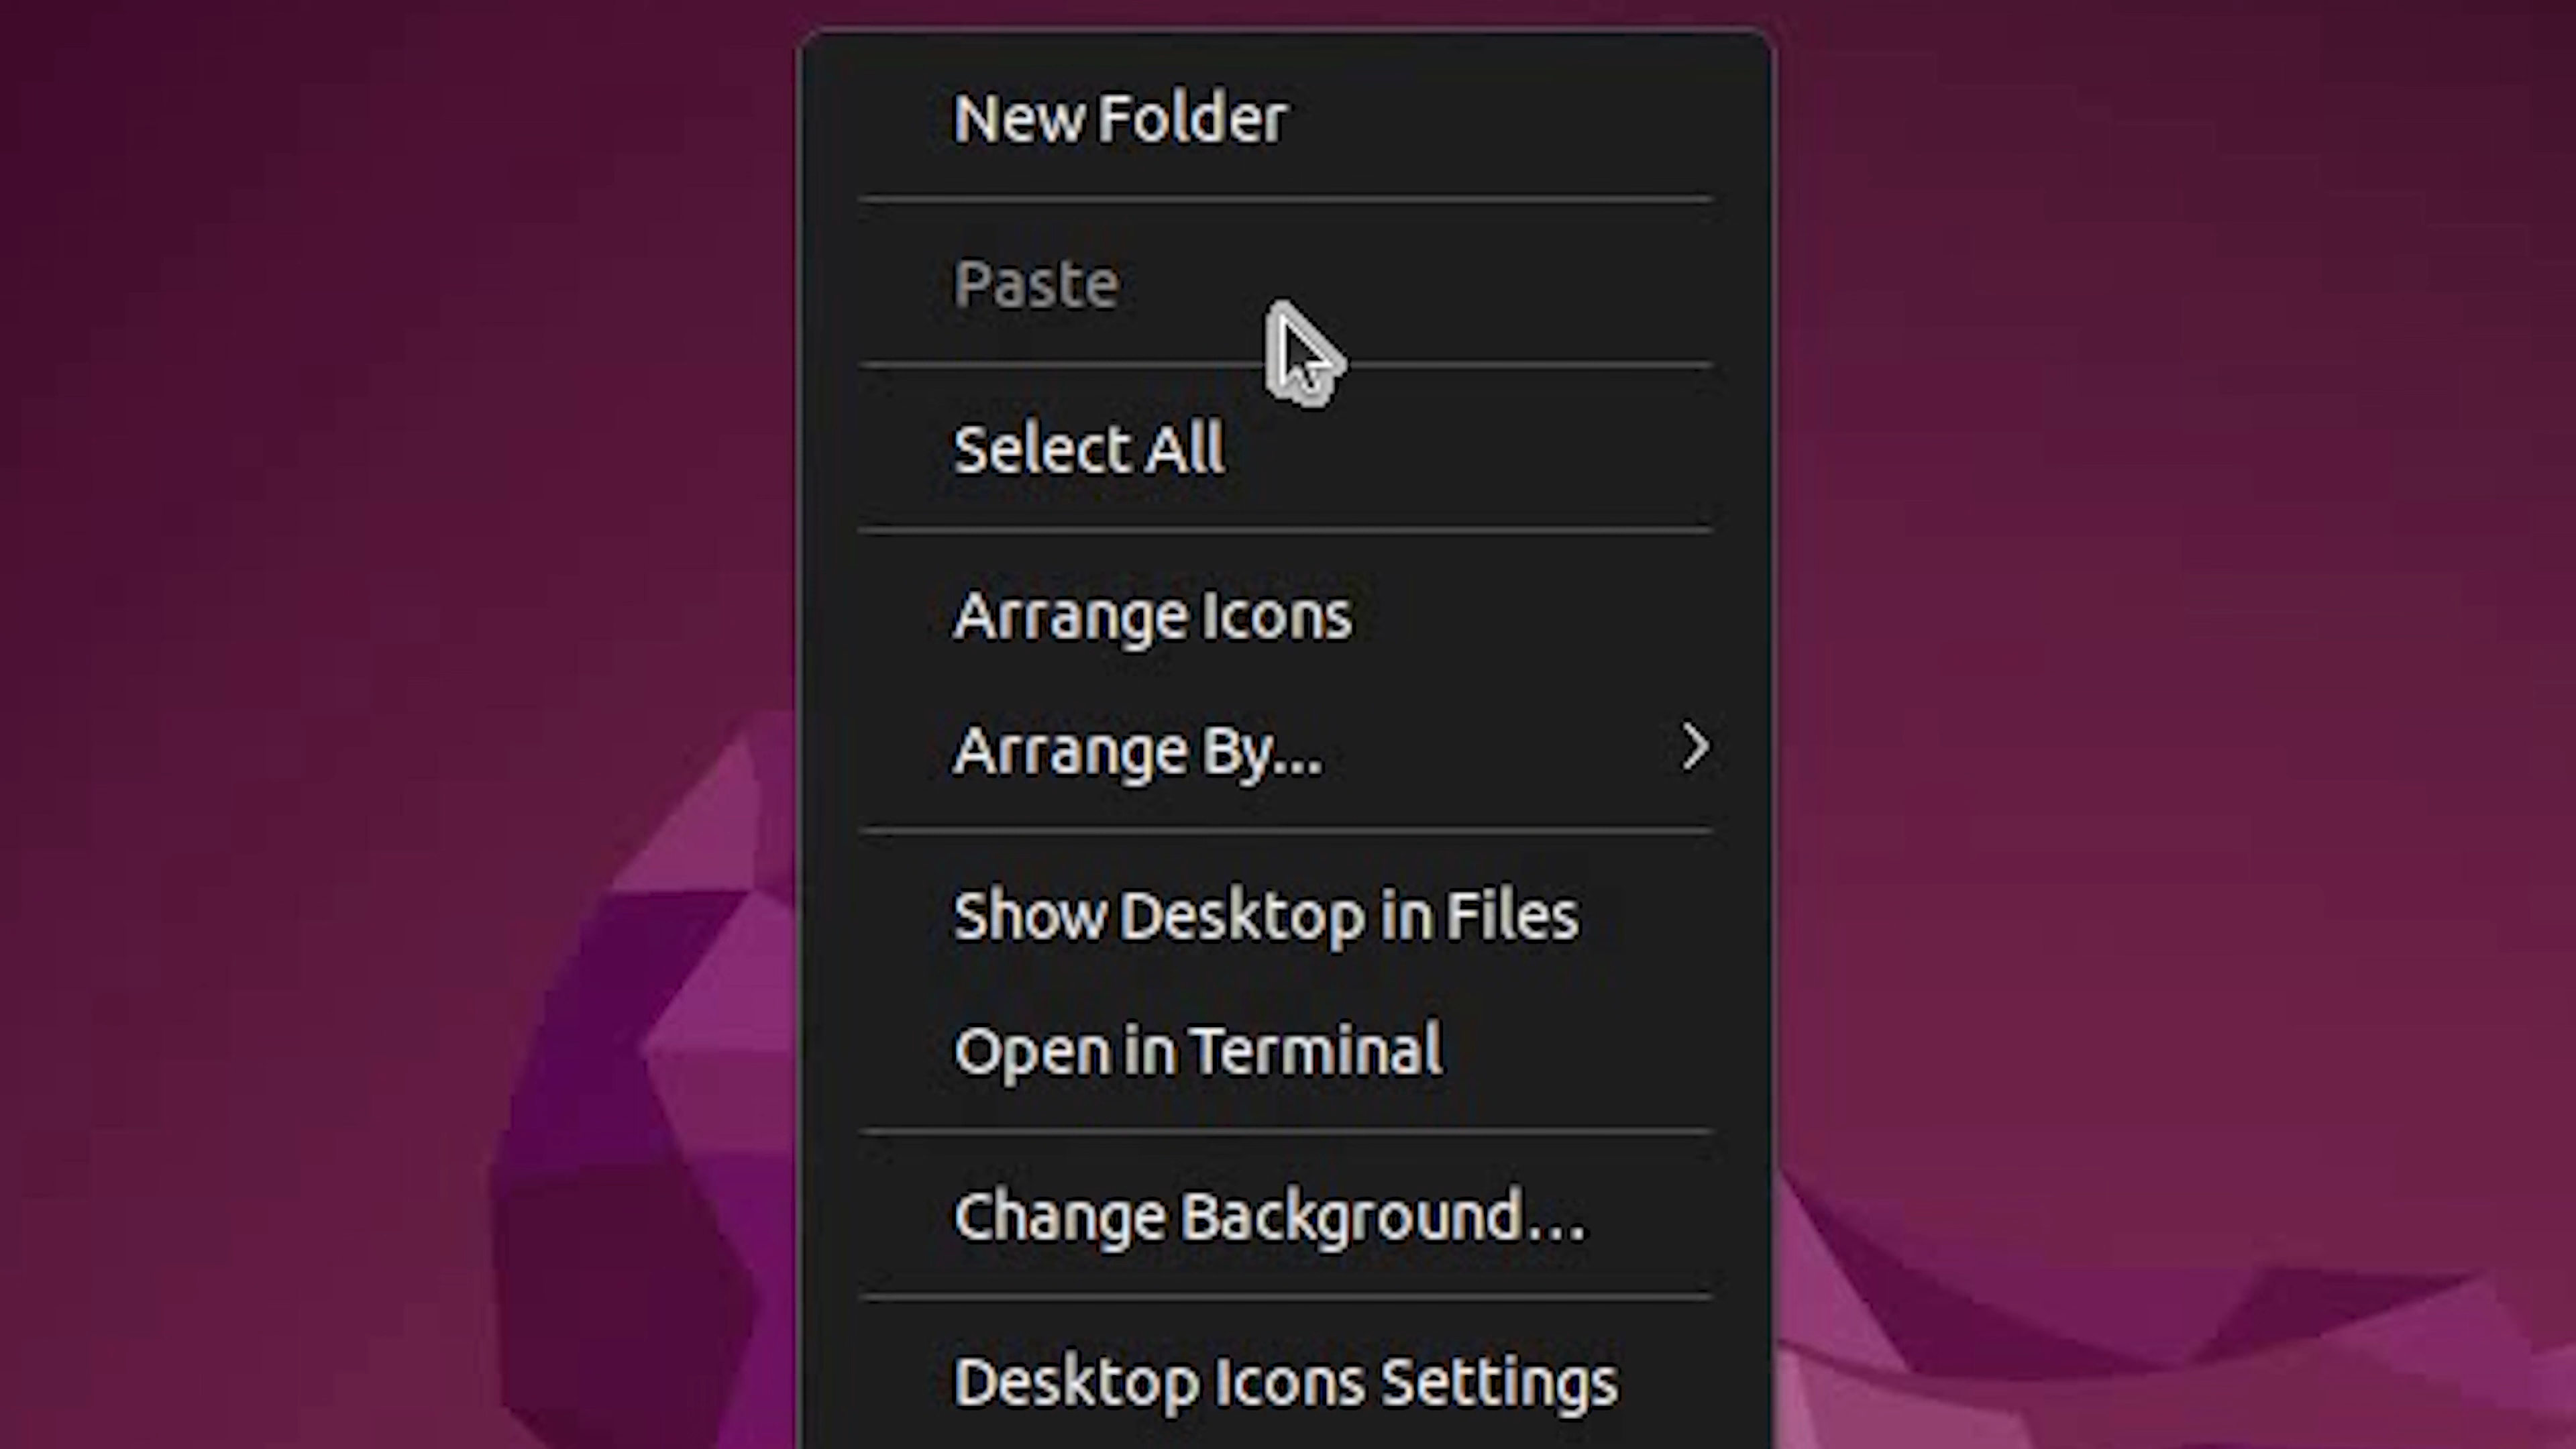 New Folder
Paste
Select All
Arrange Icons
Arrange By...
Show Desktop in Files
Open in Terminal
Change Background…
Desktop Icons Settings